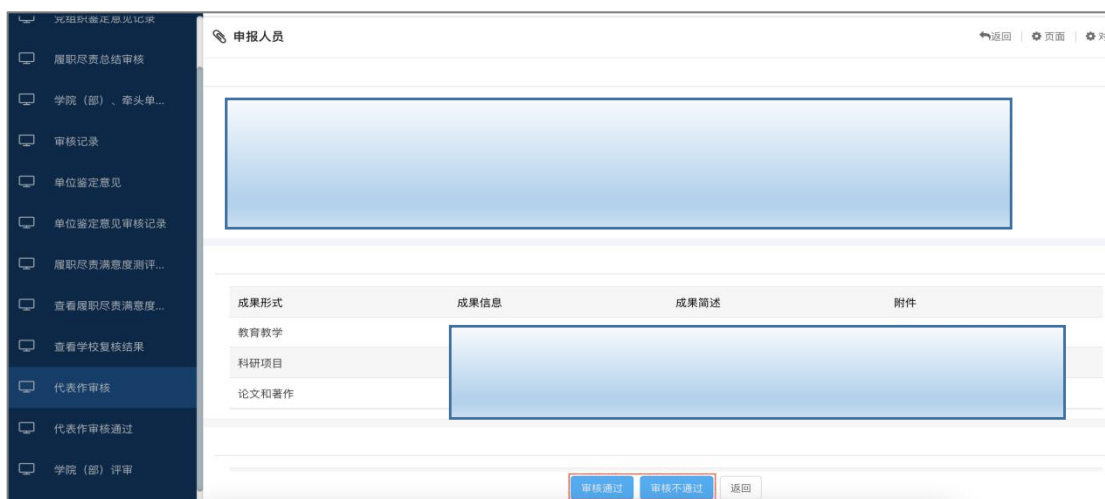 党组织鉴定意见记录
履职尽责总结审核
学院（部）、牵头单...
审核记录
单位鉴定意见
单位鉴定意见审核记录
履职尽责满意度测评...
查看履职尽责满意度...
查看学校复核结果
代表作审核
代表作审核通过
学院（部）评审
申报人员
返回 | 页面 |
成果形式 成果信息 成果简述 附件
教育教学
科研项目
论文和著作
审核通过 审核不通过 返回